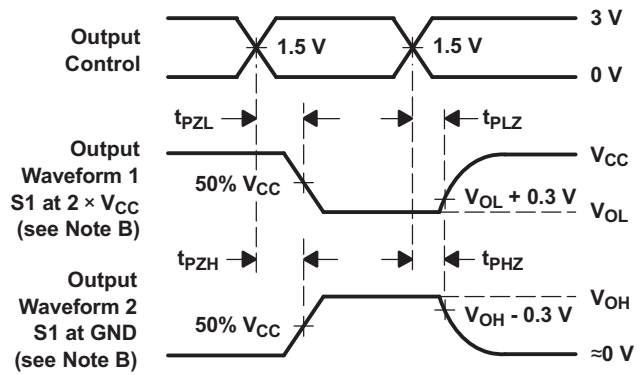 3 V
Output
Control
1.5 V
1.5 V
0 V
tPZL
tPLZ
Output
Waveform 1
S1 at 2 × VCC
(see Note B)
VCC
50% VCC
VOL + 0.3 V
VOL
tPZH
tPHZ
Output
Waveform 2
S1 at GND
(see Note B)
VOH
50% VCC
VOH - 0.3 V
≈0 V